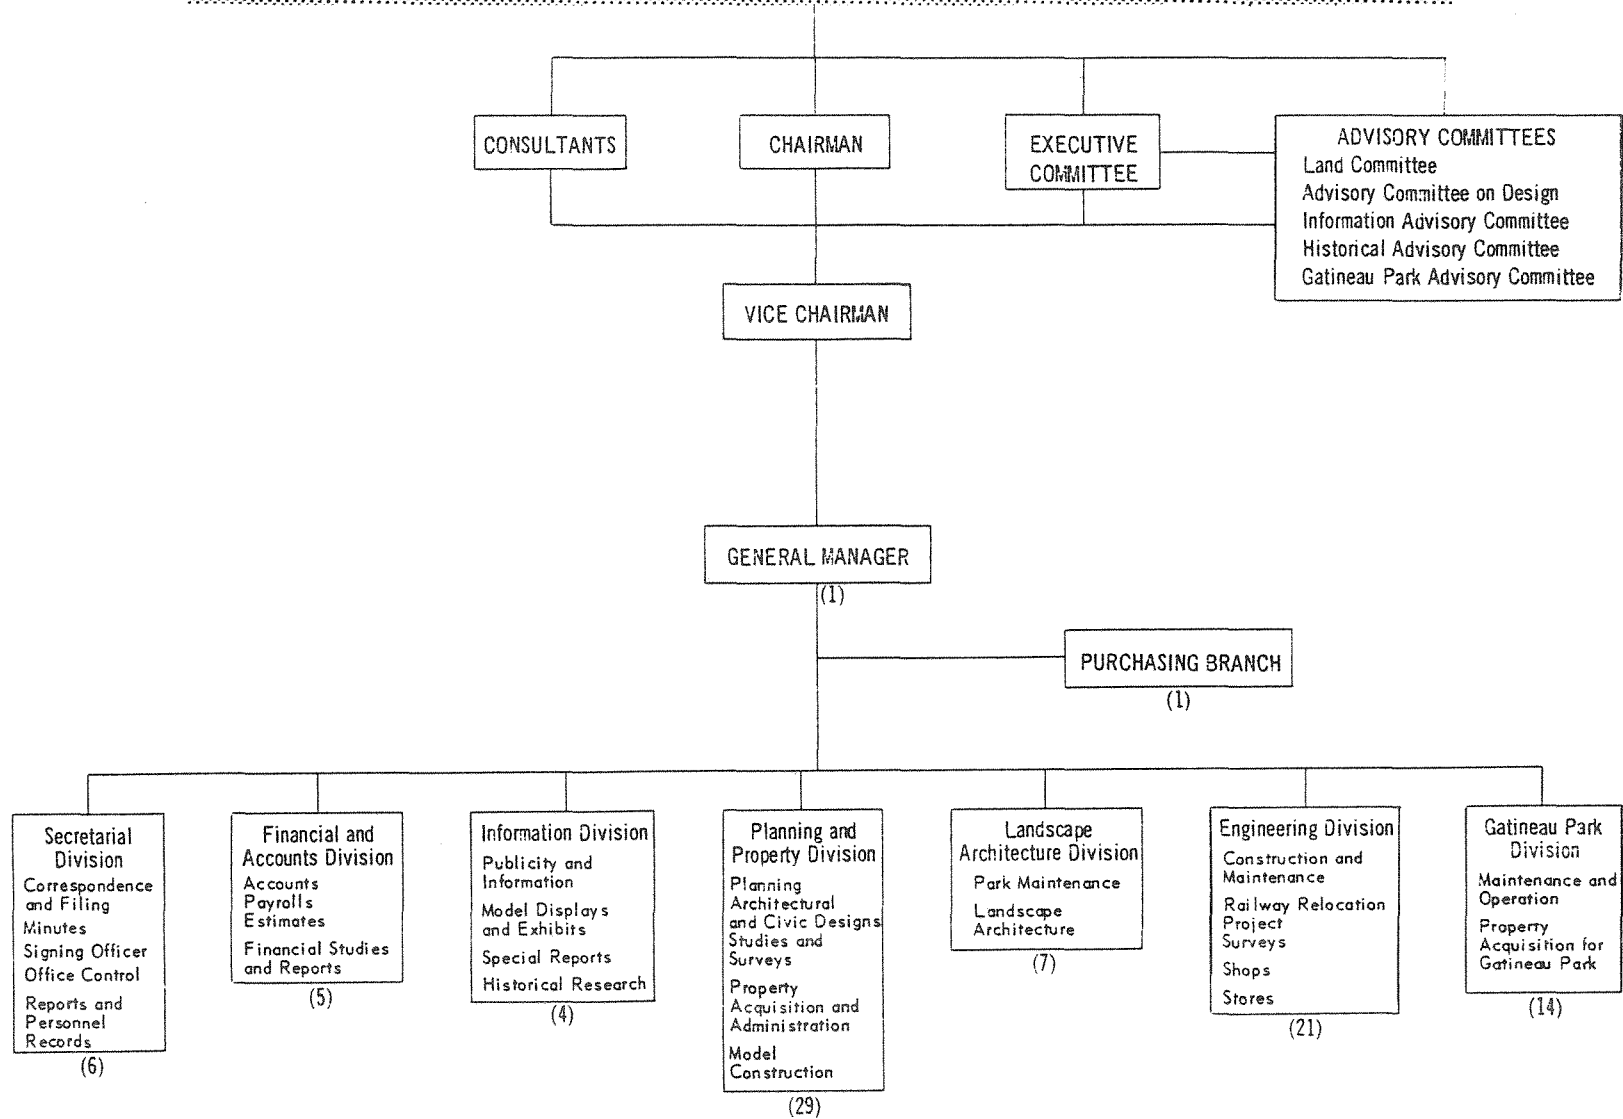 CONSULTANTS
CHAIRMAN
EXECUTIVE
COMMITTEE
ADVISORY COMMITTEES
Land Committee
Advisory Committee on Design
Information Advisory Committee
Historical Advisory Committee
Gatineau Park Advisory Committee
VICE CHAIRMAN
GENERAL MANAGER
(1)
PURCHASING BRANCH
(1)
Secretarial
Division
Correspondence
and Filing
Minutes
Signing Officer
Office Control
Reports and
Personnel
Records
(6)
Financial and
Accounts Division
Accounts
Payrolls
Estimates
Financial Studies
and Reports
(5)
Information Division
Publicity and
Information
Model Displays
and Exhibits
Special Reports
Historical Research
(4)
Planning and
Property Division
Planning
Architectural
and Civic Designs
Studies and
Surveys
Property
Acquisition and
Administration
Model
Construction
(29)
Landscape
Architecture Division
Park Maintenance
Landscape
Architecture
(7)
Engineering Division
Construction and
Maintenance
Railway Relocation
Project
Surveys
Shops
Stores
(21)
Gatineau Park
Division
Maintenance and
Operation
Property
Acquisition for
Gatineau Park
(14)